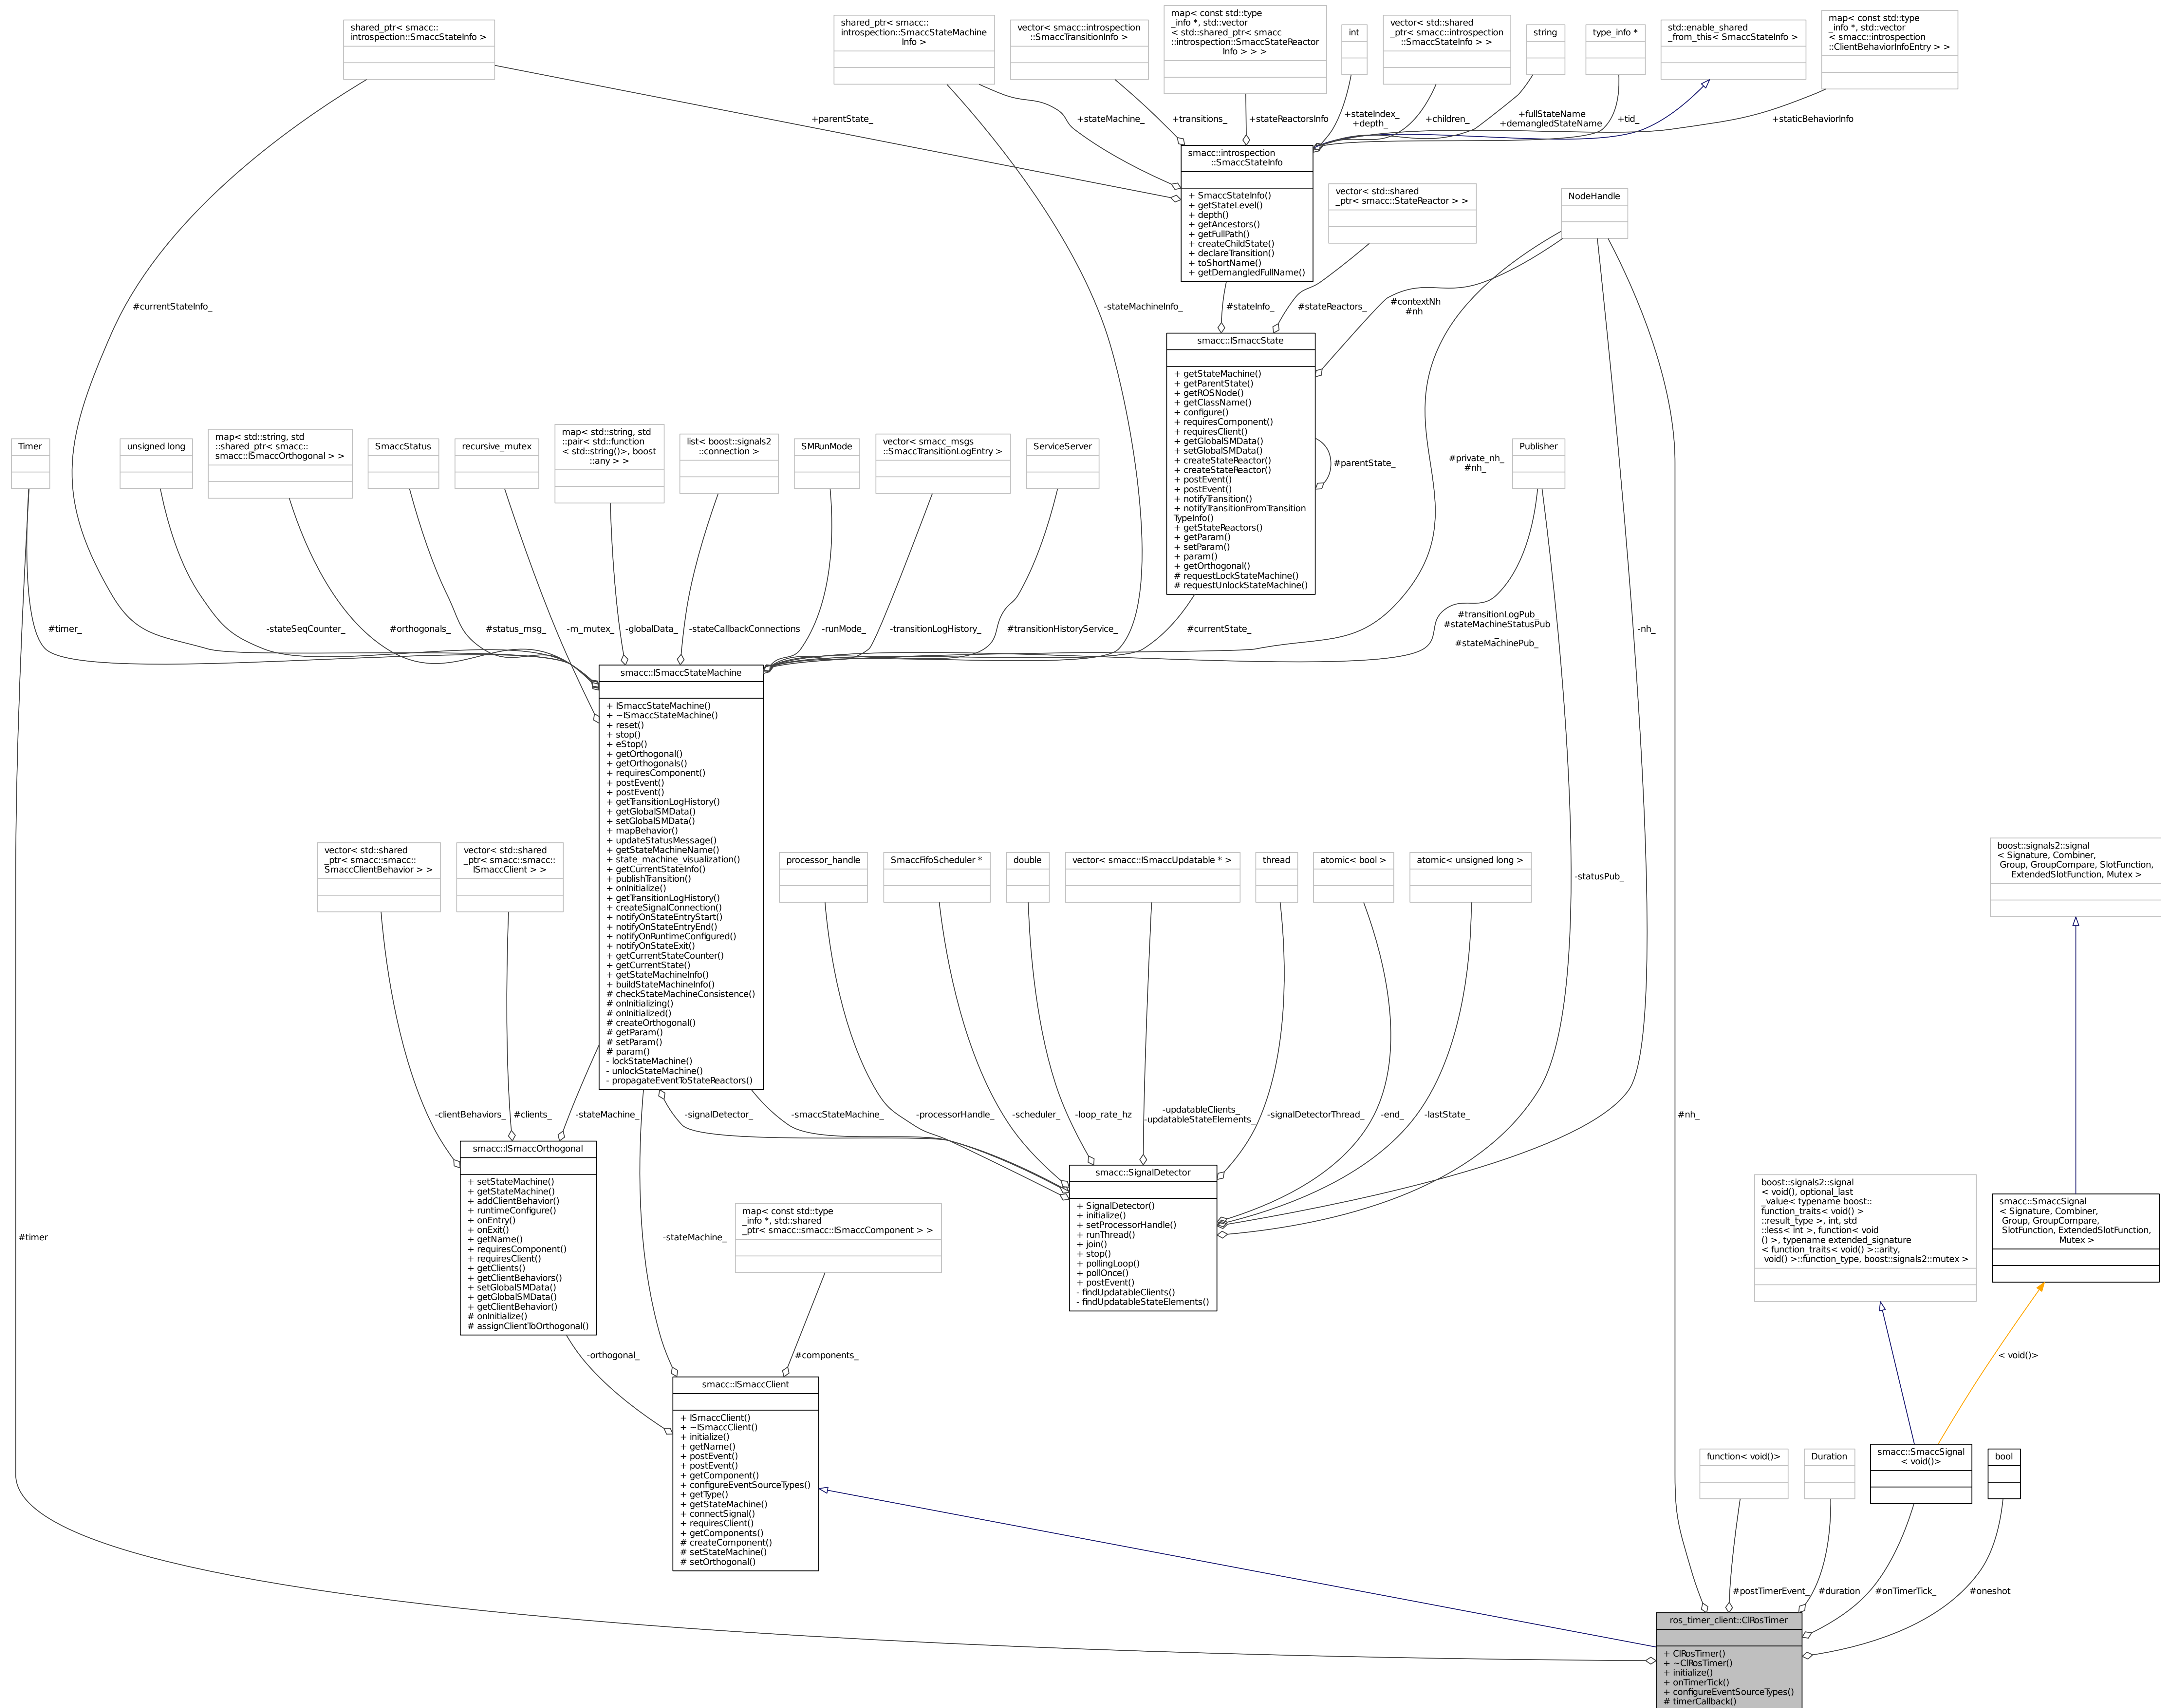 shared_ptr< smacc::
introspection::SmaccStateInfo >
shared_ptr< smacc::
introspection::SmaccStateMachine
Info >
vector< smacc::introspection
::SmaccTransitionInfo >
map< const std::type
_info *, std::vector
< std::shared_ptr< smacc
::introspection::SmaccStateReactor
Info > > >
int
vector< std::shared
_ptr< smacc::introspection
::SmaccStateInfo > >
string
type_info *
std::enable_shared
_from_this< SmaccStateInfo >
map< const std::type
_info *, std::vector
< smacc::introspection
::ClientBehaviorInfoEntry > >
+parentState_
+stateMachine_
+transitions_
+stateReactorsInfo
+stateIndex_
+depth_
+children_
+fullStateName
+demangledStateName
+tid_
+staticBehaviorInfo
smacc::introspection
::SmaccStateInfo
+ SmaccStateInfo()
+ getStateLevel()
+ depth()
+ getAncestors()
+ getFullPath()
+ createChildState()
+ declareTransition()
+ toShortName()
+ getDemangledFullName()
vector< std::shared
_ptr< smacc::StateReactor > >
NodeHandle
#currentStateInfo_
-stateMachineInfo_
#stateInfo_
#stateReactors_
#contextNh
#nh
smacc::ISmaccState
+ getStateMachine()
+ getParentState()
+ getROSNode()
+ getClassName()
+ configure()
+ requiresComponent()
+ requiresClient()
+ getGlobalSMData()
+ setGlobalSMData()
+ createStateReactor()
+ createStateReactor()
+ postEvent()
+ postEvent()
+ notifyTransition()
+ notifyTransitionFromTransition
TypeInfo()
+ getStateReactors()
+ getParam()
+ setParam()
+ param()
+ getOrthogonal()
# requestLockStateMachine()
# requestUnlockStateMachine()
#parentState_
#private_nh_
#nh_
Timer
unsigned long
map< std::string, std
::shared_ptr< smacc::
smacc::ISmaccOrthogonal > >
SmaccStatus
recursive_mutex
map< std::string, std
::pair< std::function
< std::string()>, boost
::any > >
list< boost::signals2
::connection >
SMRunMode
vector< smacc_msgs
::SmaccTransitionLogEntry >
ServiceServer
Publisher
#timer_
-stateSeqCounter_
#orthogonals_
#status_msg_
-m_mutex_
-globalData_
-stateCallbackConnections
-runMode_
-transitionLogHistory_
#transitionHistoryService_
#currentState_
#transitionLogPub_
#stateMachineStatusPub
_
#stateMachinePub_
-nh_
smacc::ISmaccStateMachine
+ ISmaccStateMachine()
+ ~ISmaccStateMachine()
+ reset()
+ stop()
+ eStop()
+ getOrthogonal()
+ getOrthogonals()
+ requiresComponent()
+ postEvent()
+ postEvent()
+ getTransitionLogHistory()
+ getGlobalSMData()
+ setGlobalSMData()
+ mapBehavior()
+ updateStatusMessage()
+ getStateMachineName()
+ state_machine_visualization()
+ getCurrentStateInfo()
+ publishTransition()
+ onInitialize()
+ getTransitionLogHistory()
+ createSignalConnection()
+ notifyOnStateEntryStart()
+ notifyOnStateEntryEnd()
+ notifyOnRuntimeConfigured()
+ notifyOnStateExit()
+ getCurrentStateCounter()
+ getCurrentState()
+ getStateMachineInfo()
+ buildStateMachineInfo()
# checkStateMachineConsistence()
# onInitializing()
# onInitialized()
# createOrthogonal()
# getParam()
# setParam()
# param()
- lockStateMachine()
- unlockStateMachine()
- propagateEventToStateReactors()
vector< std::shared
_ptr< smacc::smacc::
SmaccClientBehavior > >
vector< std::shared
_ptr< smacc::smacc::
ISmaccClient > >
processor_handle
SmaccFifoScheduler *
double
vector< smacc::ISmaccUpdatable * >
thread
atomic< bool >
atomic< unsigned long >
-statusPub_
boost::signals2::signal
< Signature, Combiner,
Group, GroupCompare, SlotFunction,
ExtendedSlotFunction, Mutex >
-clientBehaviors_
#clients_
-stateMachine_
-signalDetector_
-smaccStateMachine_
-processorHandle_
-scheduler_
-loop_rate_hz
-updatableClients_
-updatableStateElements_
-signalDetectorThread_
-end_
-lastState_
#nh_
smacc::ISmaccOrthogonal
+ setStateMachine()
+ getStateMachine()
+ addClientBehavior()
+ runtimeConfigure()
+ onEntry()
+ onExit()
+ getName()
+ requiresComponent()
+ requiresClient()
+ getClients()
+ getClientBehaviors()
+ setGlobalSMData()
+ getGlobalSMData()
+ getClientBehavior()
# onInitialize()
# assignClientToOrthogonal()
smacc::SignalDetector
+ SignalDetector()
+ initialize()
+ setProcessorHandle()
+ runThread()
+ join()
+ stop()
+ pollingLoop()
+ pollOnce()
+ postEvent()
- findUpdatableClients()
- findUpdatableStateElements()
map< const std::type
_info *, std::shared
_ptr< smacc::smacc::ISmaccComponent > >
boost::signals2::signal
< void(), optional_last
_value< typename boost::
function_traits< void() >
::result_type >, int, std
::less< int >, function< void
() >, typename extended_signature
< function_traits< void() >::arity,
void() >::function_type, boost::signals2::mutex >
smacc::SmaccSignal
< Signature, Combiner,
Group, GroupCompare,
SlotFunction, ExtendedSlotFunction,
Mutex >
#timer
-stateMachine_
-orthogonal_
#components_
< void()>
smacc::ISmaccClient
+ ISmaccClient()
+ ~ISmaccClient()
+ initialize()
+ getName()
+ postEvent()
+ postEvent()
+ getComponent()
+ configureEventSourceTypes()
+ getType()
+ getStateMachine()
+ connectSignal()
+ requiresClient()
+ getComponents()
# createComponent()
# setStateMachine()
# setOrthogonal()
function< void()>
Duration
smacc::SmaccSignal
< void()>
bool
#postTimerEvent_
#duration
#onTimerTick_
#oneshot
ros_timer_client::ClRosTimer
+ ClRosTimer()
+ ~ClRosTimer()
+ initialize()
+ onTimerTick()
+ configureEventSourceTypes()
# timerCallback()